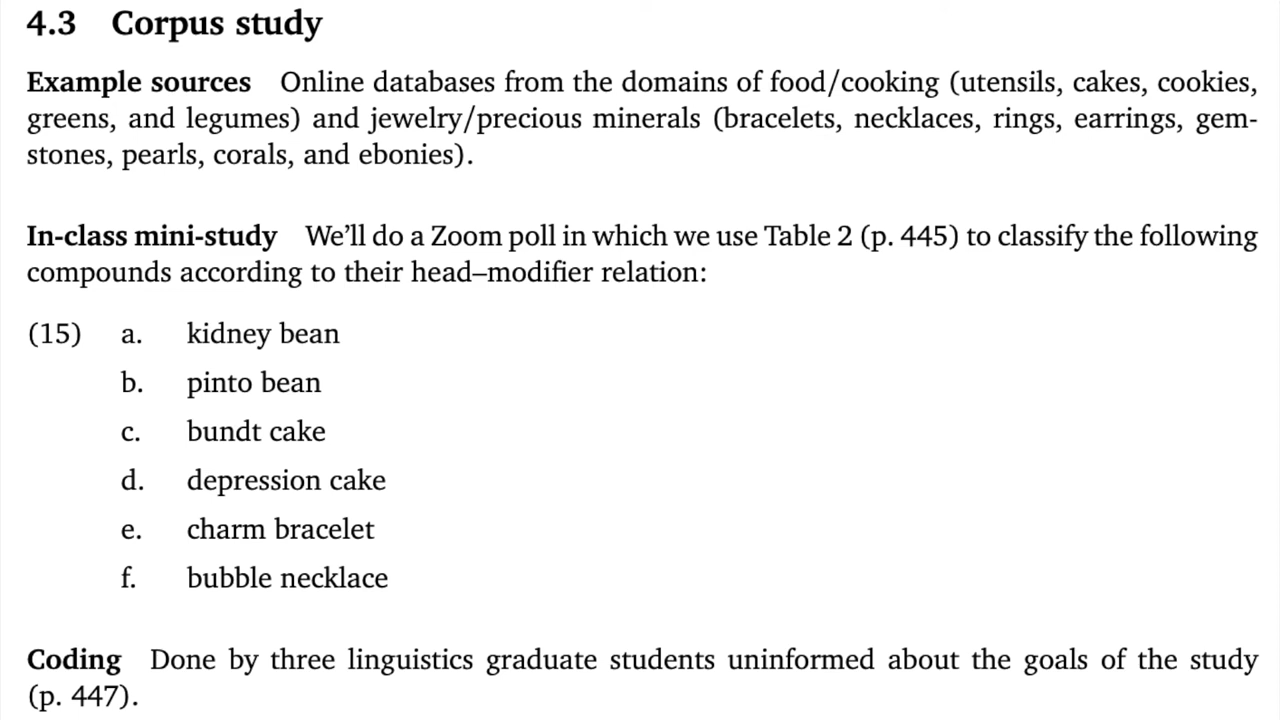 4.3 Corpus study
Example sources Online databases from the domains of food/cooking (utensils, cakes, cookies,
greens, and legumes) and jewelry/precious minerals (bracelets, necklaces, rings, earrings, gem-
stones, pearls, corals, and ebonies).
In-class mini-study We’ll do a Zoom poll in which we use Table 2 (p. 445) to classify the following
compounds according to their head–modifier relation:
(15) a. kidney bean
b. pinto bean
c. bundt cake
d. depression cake
e. charm bracelet
f. bubble necklace
Coding Done by three linguistics graduate students uninformed about the goals of the study
(p. 447).